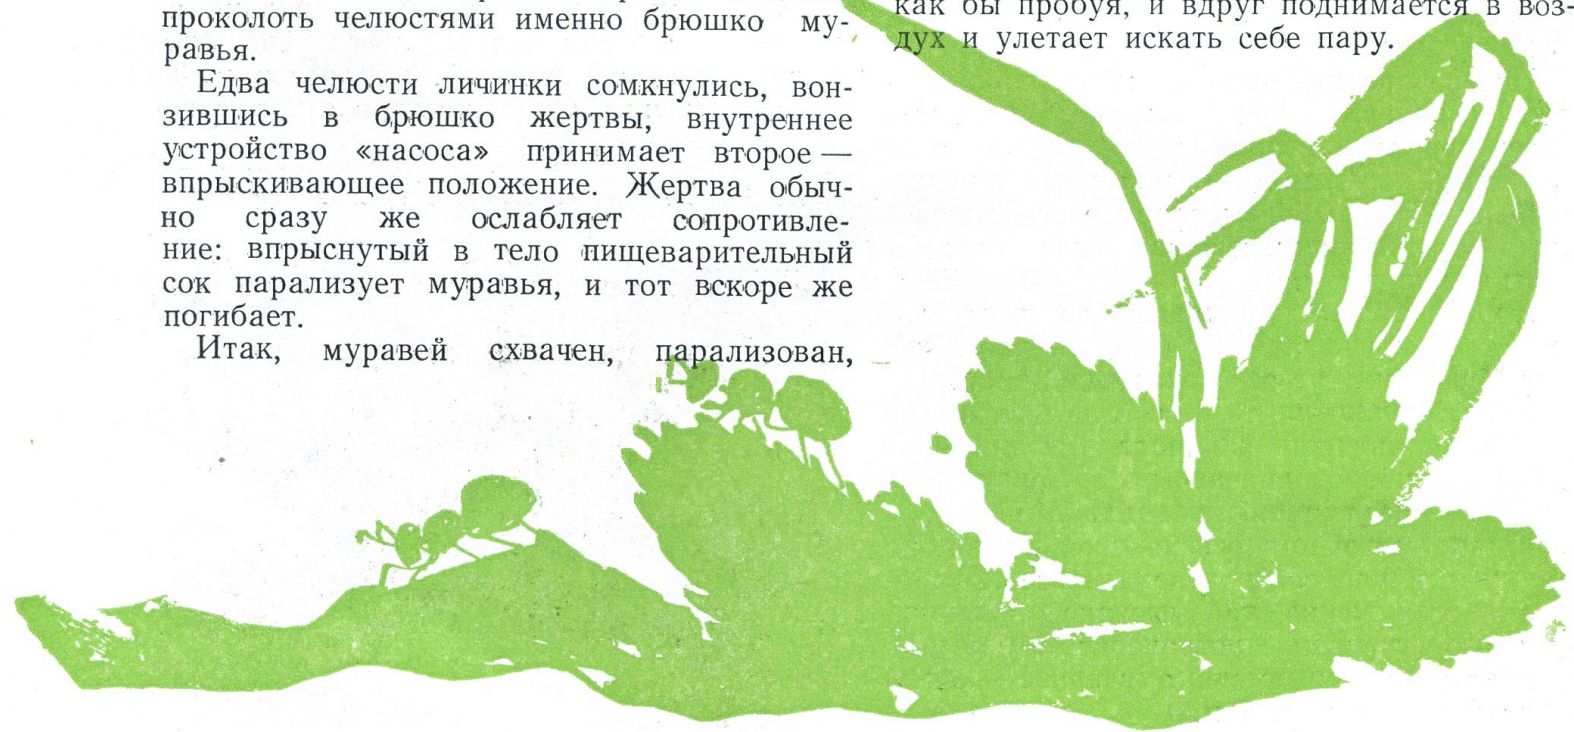 проколоть челюстями именно брюшко му-
равья.
Едва челюсти личинки сомкнулись, вон-
зившись в брюшко жертвы, внутреннее
устройство «насоса» принимает второе —
впрыскивающее положение. Жертва обыч-
но сразу же ослабляет сопротивле-
ние: впрыснутый в тело пищеварительный
сок парализует муравья, и тот вскоре же
погибает.
Итак, муравей схвачен, парализован,
как бы пробуя, и вдруг поднимается в воз-
дух и улетает искать себе пару.